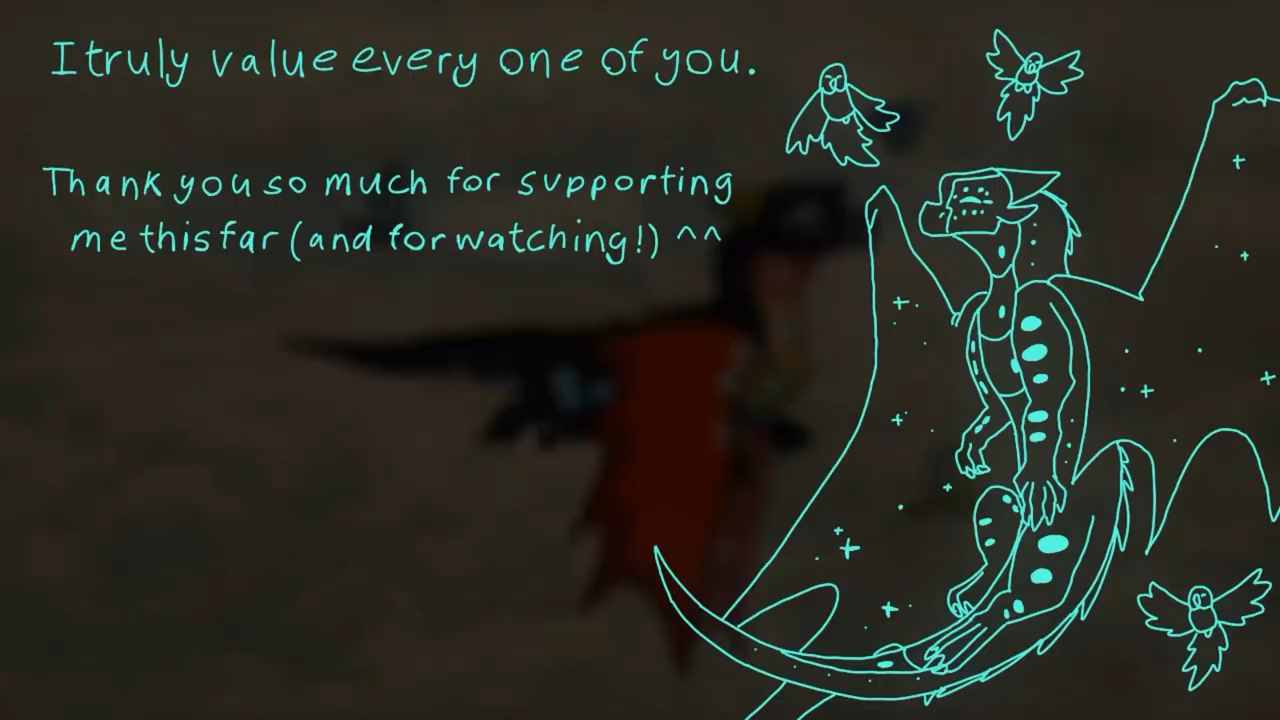 I truly value every one of you.
Thank you so much for supporting
me this far (and for watching!) ^^